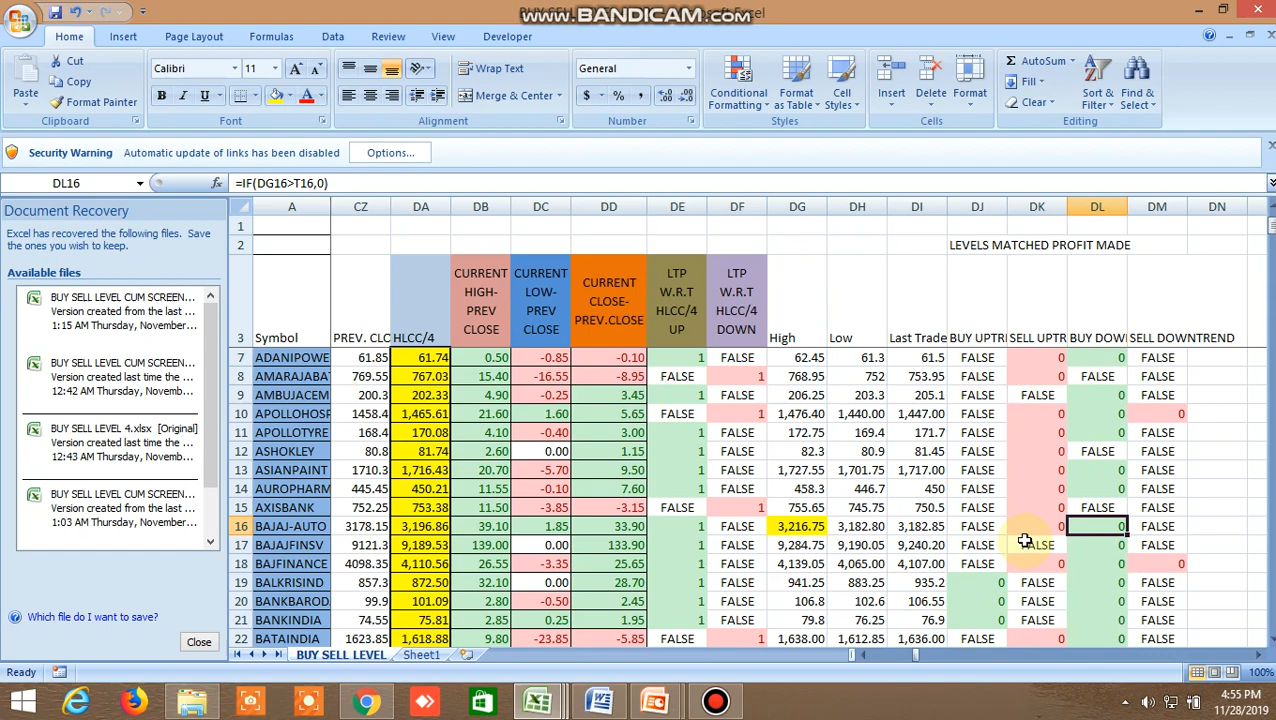 BUY SELL
www.BANDICAM.com
Home Insert Page Layout Formulas Data Review View Developer
Paste Cut Copy Format Painter
Calibri 11 General
Wrap Text Merge & Center
Conditional Formatting Format as Table Cell Styles
Insert Delete Format
AutoSum Fill Clear Sort & Filter Find & Select
Clipboard Font Alignment Number Styles Cells Editing
Security Warning Automatic update of links has been disabled Options...
DL16 fx =IF(DG16>T16,0)
Document Recovery
Excel has recovered the following files. Save
the ones you wish to keep.
Available files
BUY SELL LEVEL CUM SCREEN...
Version created from the last ...
1:15 AM Thursday, November...
BUY SELL LEVEL CUM SCREEN...
Version created last time the ...
12:42 AM Thursday, Novemb...
BUY SELL LEVEL 4.xlsx [Original]
Version created last time the ...
12:43 AM Thursday, Novemb...
BUY SELL LEVEL CUM SCREEN...
Version created from the last ...
1:03 AM Thursday, Novemb...
Which file do I want to save?
Close
A CZ DA DB DC DD DE DF DG DH DI DJ DK DL DM DN
1
2 LEVELS MATCHED PROFIT MADE
3 Symbol PREV. CLO HLCC/4 CURRENT HIGH- PREV CLOSE CURRENT LOW- PREV CLOSE CURRENT CLOSE- PREV.CLOSE LTP W.R.T HLCC/4 UP LTP W.R.T HLCC/4 DOWN High Low Last Trade BUY UPTRE SELL UPTR BUY DOWN SELL DOWNTREND
7 ADANIPOWE 61.85 61.74 0.50 -0.85 -0.10 1 FALSE 62.45 61.3 61.5 FALSE 0 0 FALSE
8 AMARAJABA 769.55 767.03 15.40 -16.55 -8.95 FALSE 1 768.95 752 753.95 FALSE 0 FALSE FALSE
9 AMBUJACEM 200.3 202.33 4.90 -0.25 3.45 1 FALSE 206.25 203.3 205.1 FALSE FALSE 0 FALSE
10 APOLLOHOSP 1458.4 1,465.61 21.60 1.60 5.65 FALSE 1 1,476.40 1,440.00 1,447.00 FALSE 0 0 0
11 APOLLOTYRE 168.4 170.08 4.10 -0.40 3.00 1 FALSE 172.75 169.4 171.7 FALSE 0 0 FALSE
12 ASHOKLEY 80.8 81.74 2.60 0.00 1.15 1 FALSE 82.3 80.9 81.45 FALSE 0 FALSE FALSE
13 ASIANPAINT 1710.3 1,716.43 20.70 -5.70 9.50 1 FALSE 1,727.55 1,701.75 1,717.00 FALSE 0 0 FALSE
14 AUROPHARM 445.45 450.21 11.55 -0.10 7.60 1 FALSE 458.3 446.4 450 FALSE 0 0 FALSE
15 AXISBANK 752.25 753.38 11.50 -3.85 -3.15 FALSE 1 755.65 745.75 750.5 FALSE 0 FALSE FALSE
16 BAJAJ-AUTO 3178.15 3,196.86 39.10 1.85 33.90 1 FALSE 3,216.75 3,182.80 3,182.85 FALSE 0 0 FALSE
17 BAJAJFINSV 9121.3 9,189.53 139.00 0.00 133.90 1 FALSE 9,284.75 9,190.05 9,240.20 FALSE FALSE 0 FALSE
18 BAJFINANCE 4098.35 4,110.56 26.55 -3.35 25.65 1 FALSE 4,139.05 4,065.00 4,107.00 FALSE 0 0 0
19 BALKRISIND 857.3 872.50 32.10 0.00 28.70 1 FALSE 941.25 883.25 935.2 0 FALSE 0 FALSE
20 BANKBAROD 99.9 101.09 2.80 -0.50 2.45 1 FALSE 106.8 102.6 106.55 0 FALSE 0 FALSE
21 BANKINDIA 74.55 75.81 2.85 0.25 1.95 1 FALSE 79.8 76.25 76.9 0 FALSE 0 FALSE
22 BATAINDIA 1623.85 1,618.88 9.80 -23.85 -5.85 FALSE 1 1,638.00 1,612.85 1,636.00 FALSE 0 0 FALSE
BUY SELL LEVEL Sheet1
Ready 100%
4:55 PM
11/28/2019